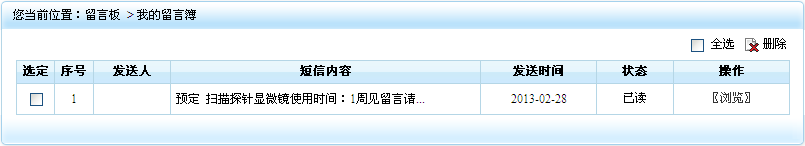 您当前位置：留言板 >我的留言簿
全选 删除
选定 序号 发送人 短信内容 发送时间 状态 操作
1 预定 扫描探针显微镜使用时间：1周见留言请... 2013-02-28 已读 〖浏览〗